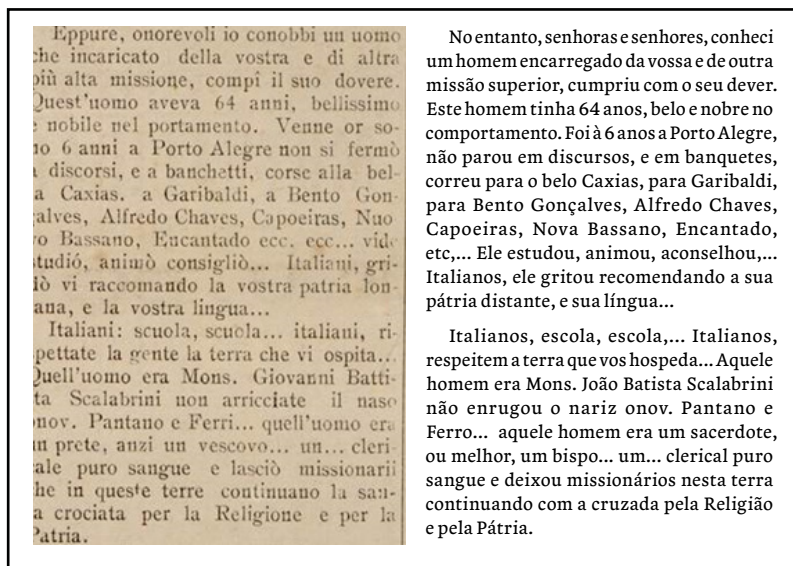 Eppure, onorevoli io conobbi un uomo
che incaricato della vostra e di altra
più alta missione, compì il suo dovere.
Quest'uomo aveva 64 anni, bellissimo
e nobile nel portamento. Venne or so-
no 6 anni a Porto Alegre non si fermò
a discorsi, e a banchetti, corse alla bel-
a Caxias. a Garibaldi, a Bento Gon-
çalves, Alfredo Chaves, Capoeiras, Nuo
vo Bassano, Encantado ecc. ecc... vide
studió, animò consigliò... Italiani, gri-
dò vi raccomando la vostra patria lon-
ana, e la vostra lingua...
Italiani: scuola, scuola... italiani, ri-
pettate la gente la terra che vi ospita...
Quell'uomo era Mons. Giovanni Batti-
ta Scalabrini non arricciate il naso
onov. Pantano e Ferri... quell'uomo era
un prete, anzi un vescovo... un... cleri-
ale puro sangue e lasciò missionarii
he in queste terre continuano la san-
a crociata per la Religione e per la
Patria.
No entanto, senhoras e senhores, conheci
um homem encarregado da vossa e de outra
missão superior, cumpriu com o seu dever.
Este homem tinha 64 anos, belo e nobre no
comportamento. Foi à 6 anos a Porto Alegre,
não parou em discursos, e em banquetes,
correu para o belo Caxias, para Garibaldi,
para Bento Gonçalves, Alfredo Chaves,
Capoeiras, Nova Bassano, Encantado,
etc,... Ele estudou, animou, aconselhou,...
Italianos, ele gritou recomendando a sua
pátria distante, e sua língua...
Italianos, escola, escola,... Italianos,
respeitem a terra que vos hospeda... Aquele
homem era Mons. João Batista Scalabrini
não enrugou o nariz onov. Pantano e
Ferro... aquele homem era um sacerdote,
ou melhor, um bispo... um... clerical puro
sangue e deixou missionários nesta terra
continuando com a cruzada pela Religião
e pela Pátria.